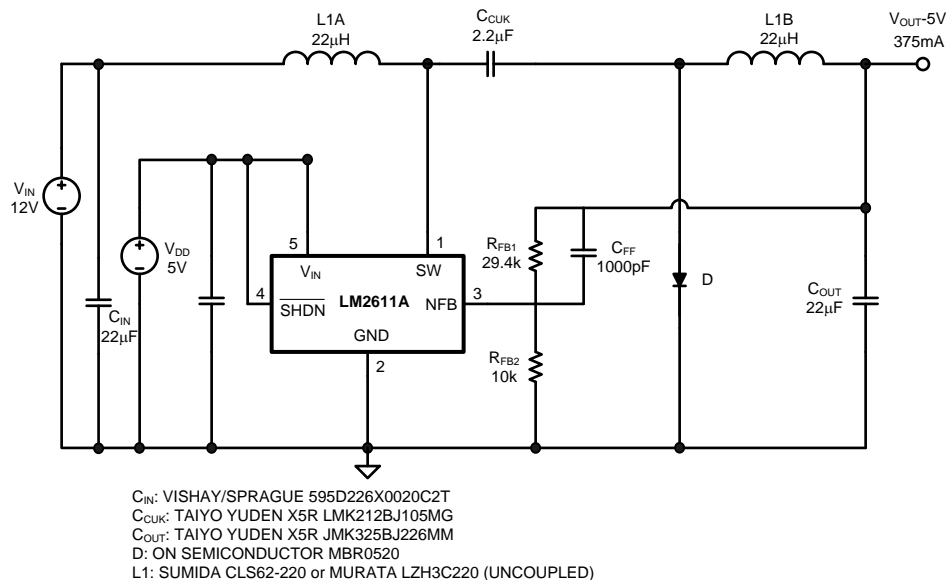 L1A
22μH
CCUK
2.2μF
L1B
22μH
VOUT-5V
375mA
VIN
12V
VDD
5V
CIN
22μF
5
1
VIN
SW
4
SHDN
LM2611A
NFB
3
GND
2
RFB1
29.4k
CFF
1000pF
RFB2
10k
D
COUT
22μF
CIN: VISHAY/SPRAGUE 595D226X0020C2T
CCUK: TAIYO YUDEN X5R LMK212BJ105MG
COUT: TAIYO YUDEN X5R JMK325BJ226MM
D: ON SEMICONDUCTOR MBR0520
L1: SUMIDA CLS62-220 or MURATA LZH3C220 (UNCOUPLED)